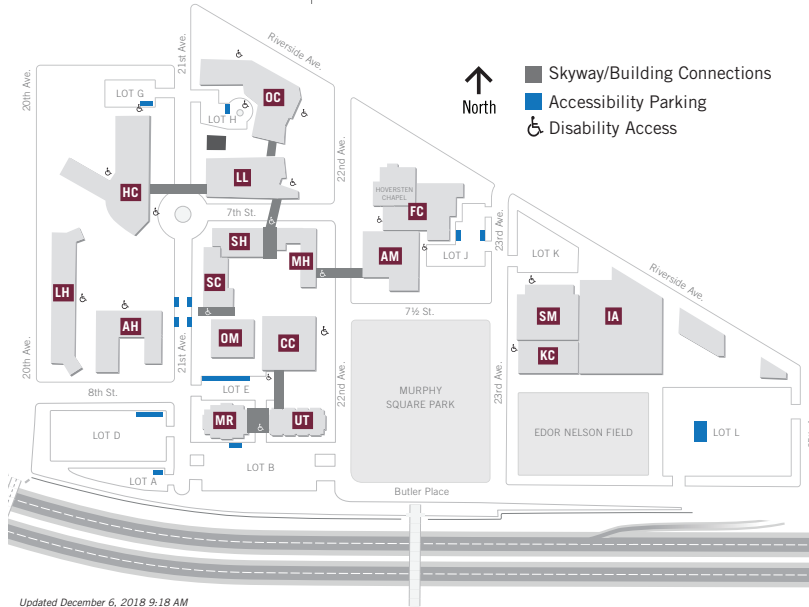 Riverside Ave.
21st Ave.
20th Ave.
North
Skyway/Building Connections
Accessibility Parking
Disability Access
LOT G
OC
LOT H
22nd Ave.
HC
LL
HOVERSTEN
CHAPEL
FC
7th St.
23rd Ave.
SH
MH
AM
LOT J
LOT K
Riverside Ave.
SC
LH
7½ St.
AH
SM
IA
OM
CC
KC
20th Ave.
21st Ave.
22nd Ave.
23rd Ave.
8th St.
LOT E
MURPHY
SQUARE PARK
MR
UT
LOT D
EDOR NELSON FIELD
LOT L
LOT B
LOT A
Butler Place
Updated December 6, 2018 9:18 AM